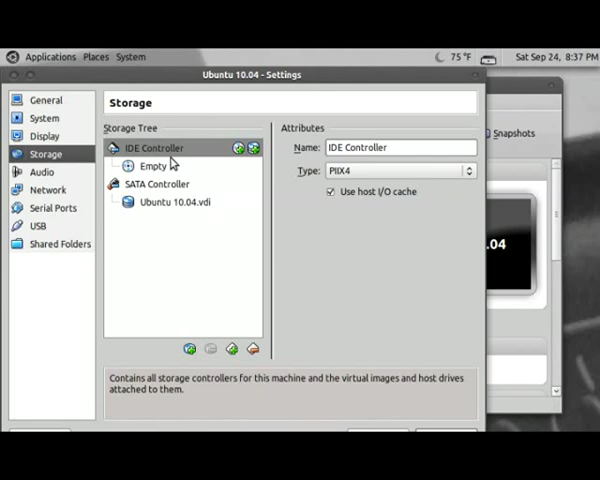 Applications Places System 75 °F Sat Sep 24, 8:37 PM
Ubuntu 10.04 - Settings
General
System
Display
Storage
Audio
Network
Serial Ports
USB
Shared Folders
Storage
Storage Tree
IDE Controller
Empty
SATA Controller
Ubuntu 10.04.vdi
Attributes
Name: IDE Controller
Type: PIIX4
Use host I/O cache
Contains all storage controllers for this machine and the virtual images and host drives
attached to them.
Snapshots
.04